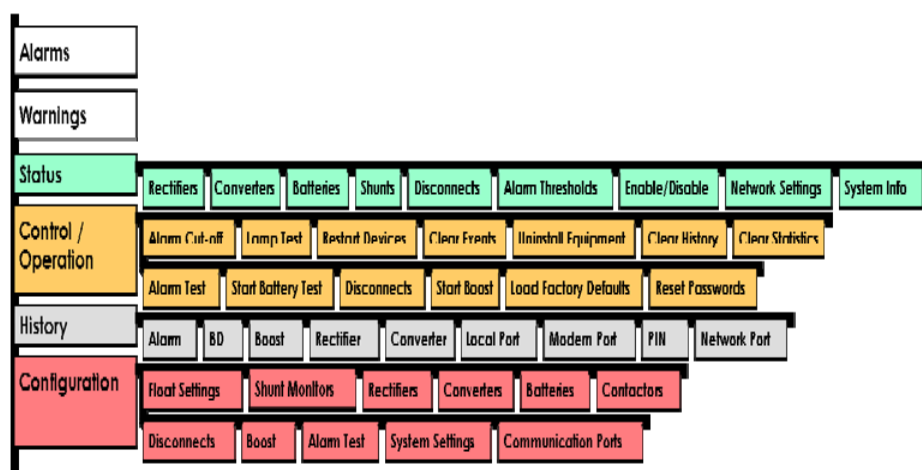 Alarms
Warnings
Status
Rectifiers Converters Batteries Shunts Disconnects Alarm Thresholds Enable/Disable Network Settings System Info
Control /
Operation
Alarm Cut-off Lamp Test Restart Devices Clear Events Uninstall Equipment Clear History Clear Statistics
Alarm Test Start Battery Test Disconnects Start Boost Load Factory Defaults Reset Passwords
History
Alarm BD Boost Rectifier Converter Local Port Modem Port PIN Network Port
Configuration
Float Settings Shunt Monitors Rectifiers Converters Batteries Contactors
Disconnects Boost Alarm Test System Settings Communication Ports